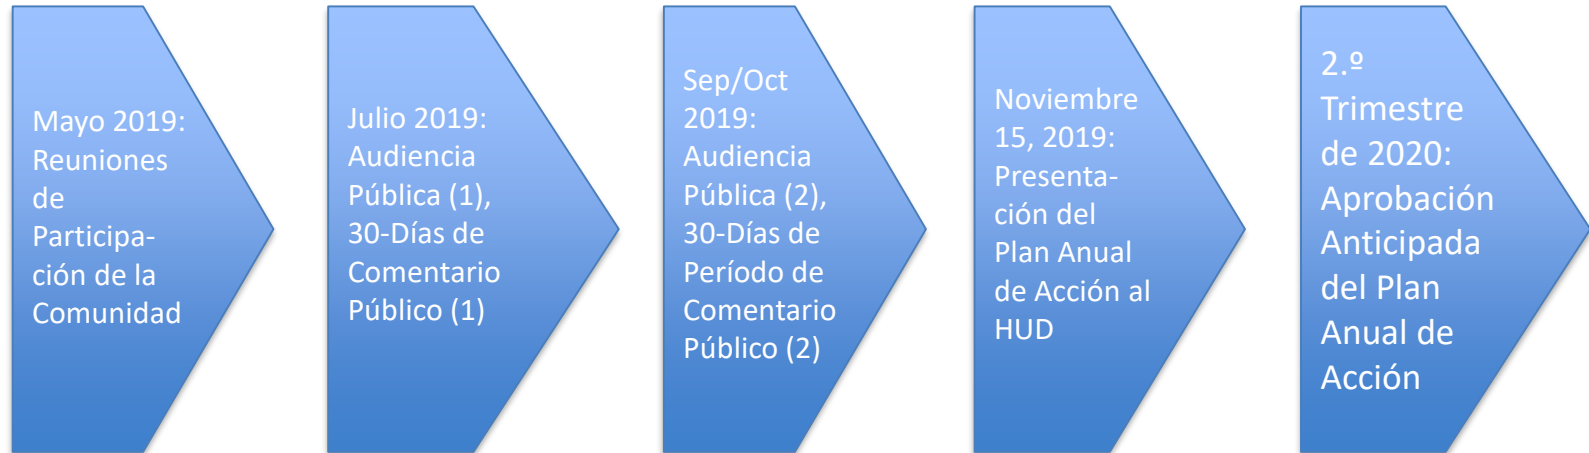 Mayo 2019:
Reuniones
de
Participa-
ción de la
Comunidad
Julio 2019:
Audiencia
Pública (1),
30-Días de
Comentario
Público (1)
Sep/Oct
2019:
Audiencia
Pública (2),
30-Días de
Período de
Comentario
Público (2)
Noviembre
15, 2019:
Presenta-
ción del
Plan Anual
de Acción al
HUD
2.º
Trimestre
de 2020:
Aprobación
Anticipada
del Plan
Anual de
Acción